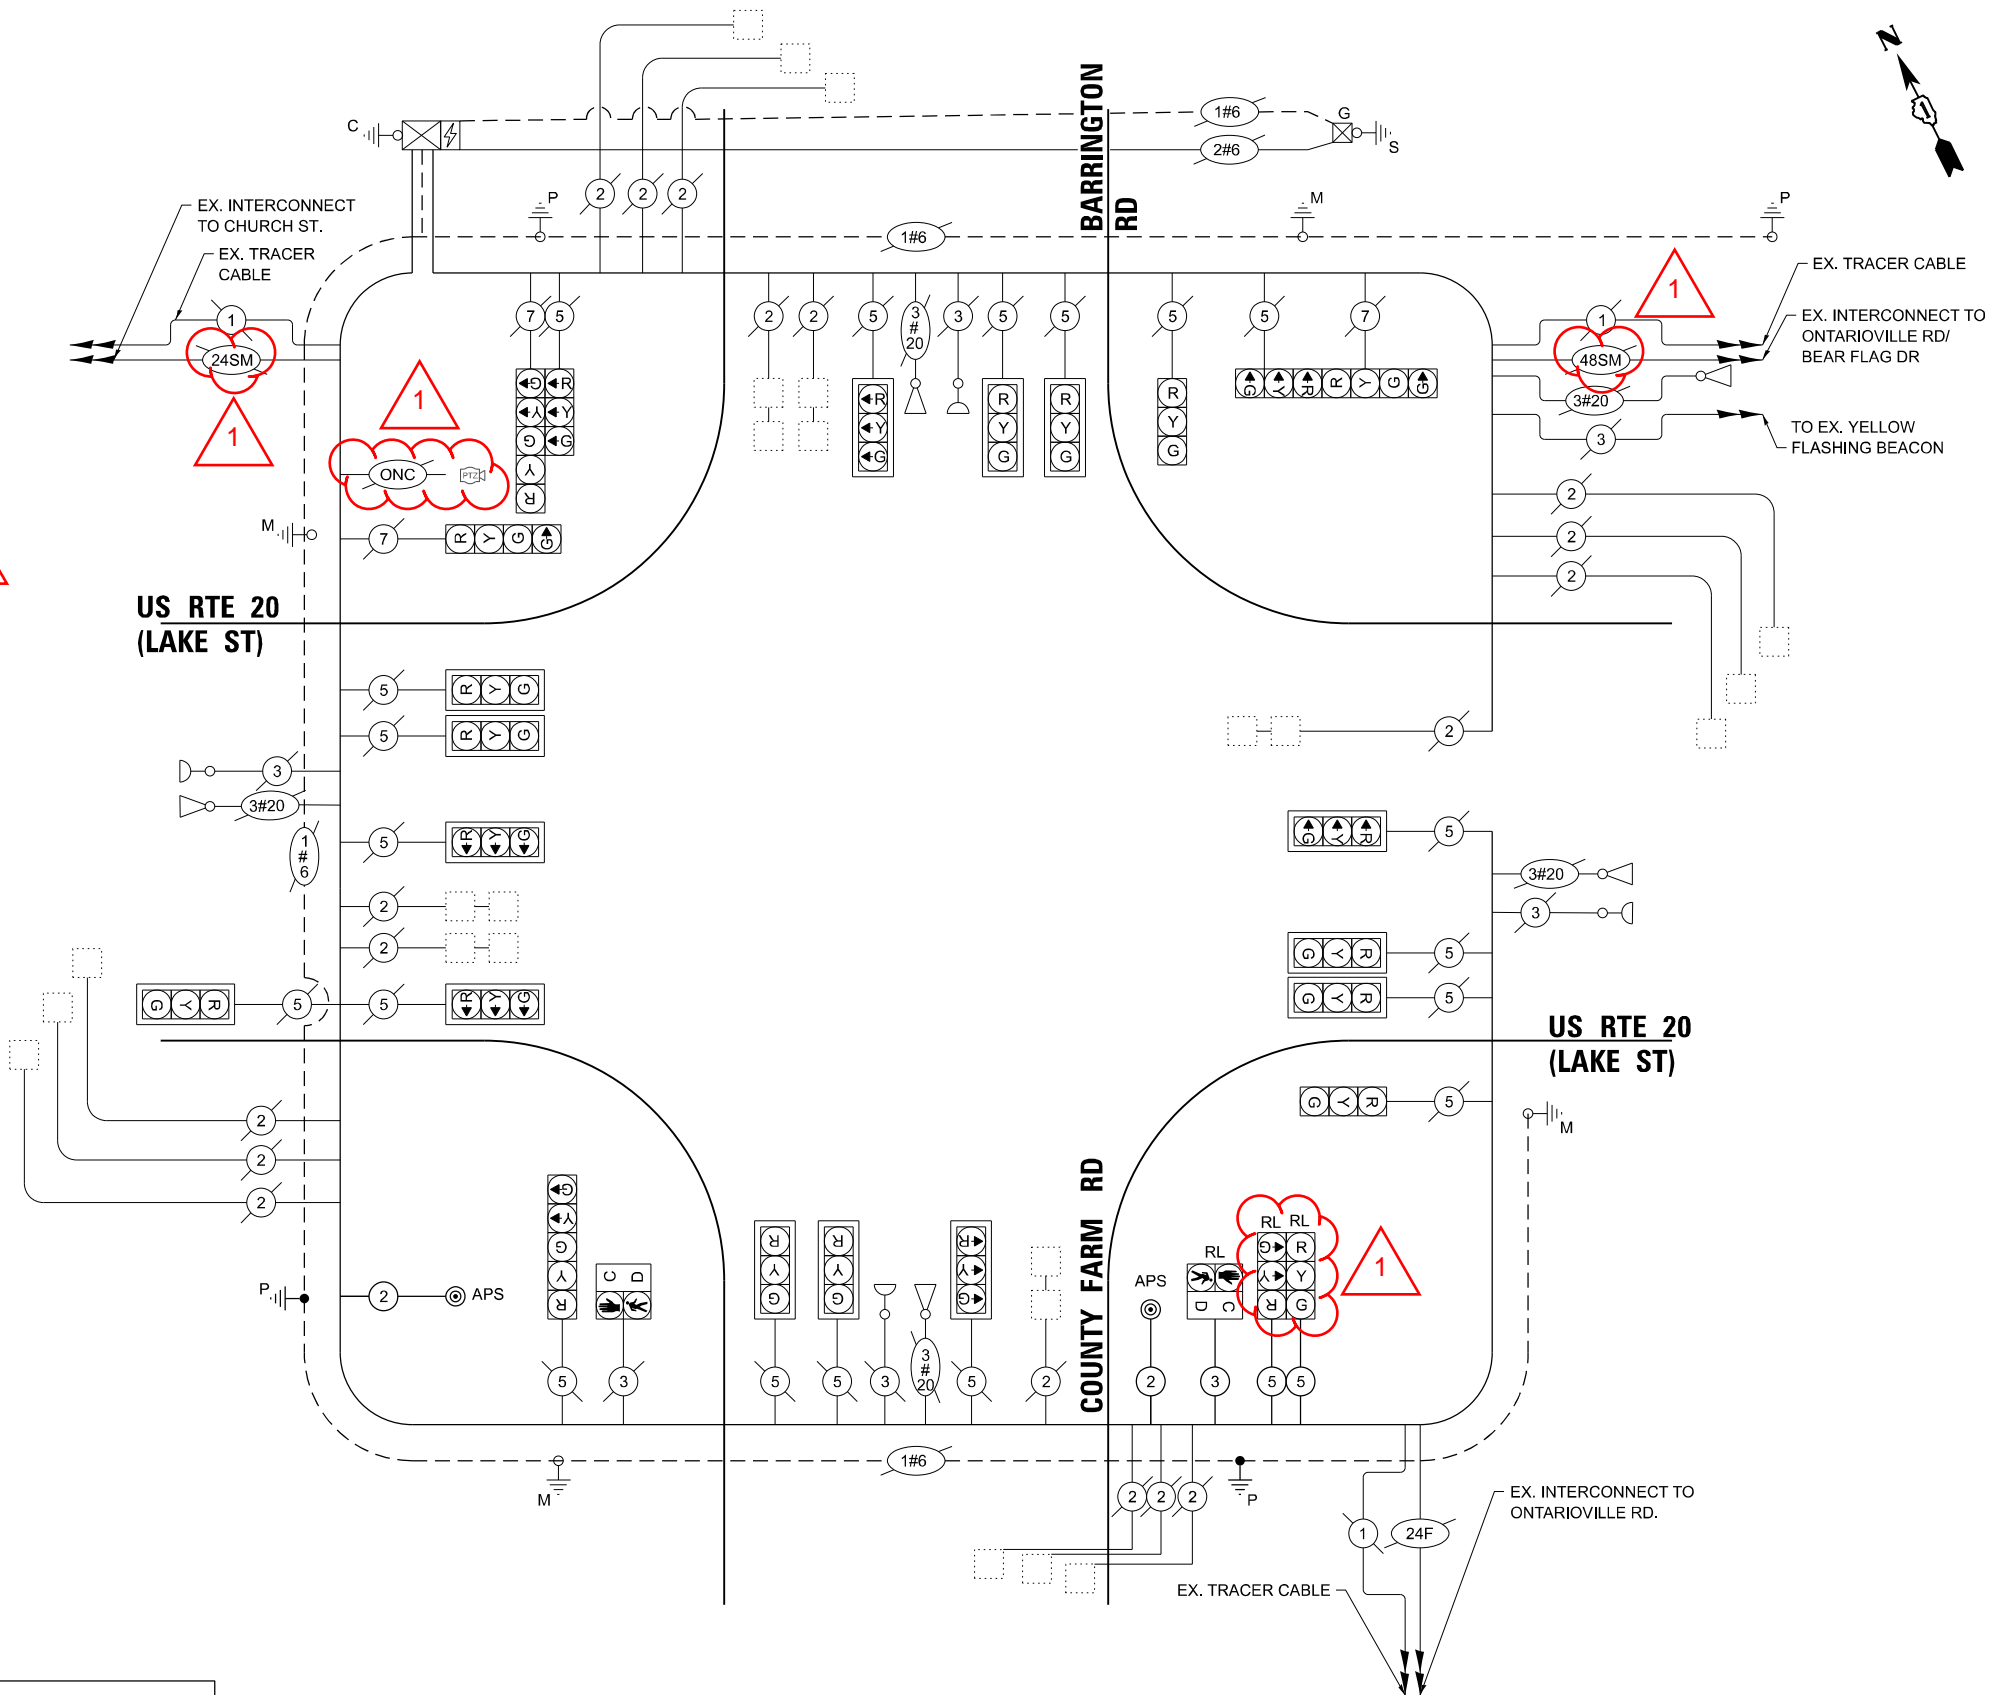 N
1
BARRINGTON
RD
C
1#6
2#6
G
S
2
2
2
P
M
P
1#6
EX. INTERCONNECT
TO CHURCH ST.
EX. TRACER
CABLE
1
24SM
1
1
ONC
PTZ
7
5
G
Y
G
Y
R
R
Y
G
2
2
5
3
#
20
3
5
5
R
Y
G
R
Y
G
R
Y
G
5
5
7
R
Y
G
G Y R R Y G G
1
EX. TRACER CABLE
EX. INTERCONNECT TO
ONTARIOVILLE RD/
BEAR FLAG DR
1
48SM
3#20
3
TO EX. YELLOW
FLASHING BEACON
2
2
2
M
7
R Y G G
US RTE 20
(LAKE ST)
5
R Y G
5
R Y G
3
3#20
1
#
6
5
R Y G
2
2
R Y G
5
5
R Y G
2
2
2
2
G Y R
5
3#20
3
G Y R
5
G Y R
5
US RTE 20
(LAKE ST)
G Y R
5
M
P
2
APS
G
Y
G
Y
R
5
C D
3
R
Y
G
5
R
Y
G
5
3
3
#
20
R
Y
G
5
2
COUNTY FARM RD
APS
2
RL
D C
3
RL RL
G
Y
R
R
Y
G
5
5
1
M
1#6
P
2
2
2
1
24F
EX. INTERCONNECT TO
ONTARIOVILLE RD.
EX. TRACER CABLE